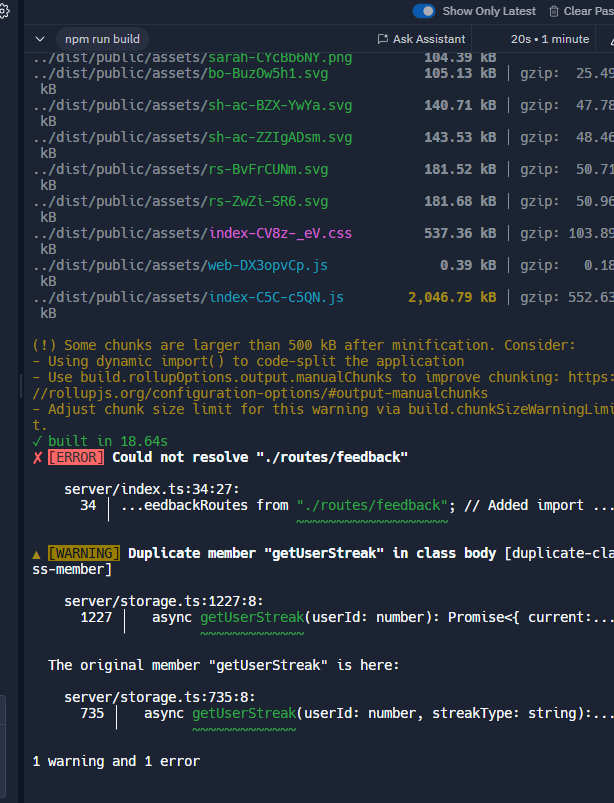 Show Only Latest Clear Pas
npm run build Ask Assistant 20s • 1 minute
../dist/public/assets/sarah-CYcBb6NY.png 104.39 kB
../dist/public/assets/bo-BuzOw5h1.svg 105.13 kB │ gzip: 25.49
kB
../dist/public/assets/sh-ac-BZX-YwYa.svg 140.71 kB │ gzip: 47.78
kB
../dist/public/assets/sh-ac-ZZIgADsm.svg 143.53 kB │ gzip: 48.46
kB
../dist/public/assets/rs-BvFrCUNm.svg 181.52 kB │ gzip: 50.71
kB
../dist/public/assets/rs-ZwZi-SR6.svg 181.68 kB │ gzip: 50.96
kB
../dist/public/assets/index-CV8z-_eV.css 537.36 kB │ gzip: 103.89
kB
../dist/public/assets/web-DX3opvCp.js 0.39 kB │ gzip: 0.18
kB
../dist/public/assets/index-C5C-c5QN.js 2,046.79 kB │ gzip: 552.63
kB
(!) Some chunks are larger than 500 kB after minification. Consider:
- Using dynamic import() to code-split the application
- Use build.rollupOptions.output.manualChunks to improve chunking: https:
//rollupjs.org/configuration-options/#output-manualchunks
- Adjust chunk size limit for this warning via build.chunkSizeWarningLimi
t.
✓ built in 18.64s
✗ [ERROR] Could not resolve "./routes/feedback"
server/index.ts:34:27:
34 │ ...eedbackRoutes from "./routes/feedback"; // Added import ...
~~~~~~~~~~~~~~~~~~~
▲ [WARNING] Duplicate member "getUserStreak" in class body [duplicate-cla
ss-member]
server/storage.ts:1227:8:
1227 │ async getUserStreak(userId: number): Promise<{ current:...
~~~~~~~~~~~~~
The original member "getUserStreak" is here:
server/storage.ts:735:8:
735 │ async getUserStreak(userId: number, streakType: string):...
~~~~~~~~~~~~~
1 warning and 1 error